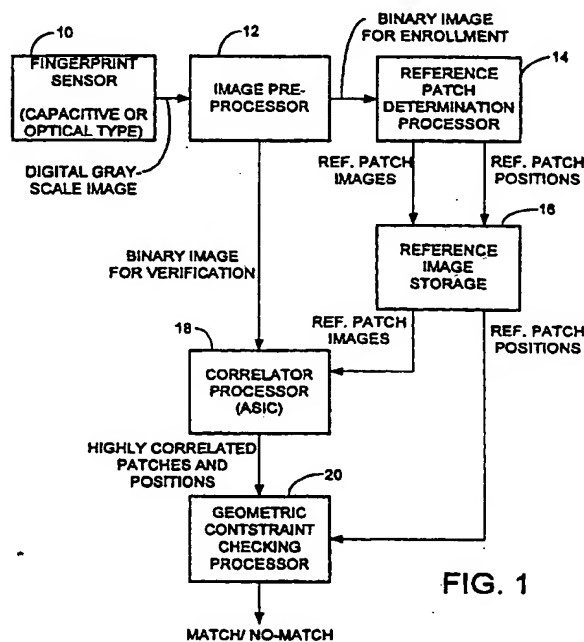 10
FINGERPRINT
SENSOR
(CAPACITIVE OR
OPTICAL TYPE)
DIGITAL GRAY-
SCALE IMAGE
12
IMAGE PRE-
PROCESSOR
BINARY IMAGE
FOR ENROLLMENT
14
REFERENCE
PATCH
DETERMINATION
PROCESSOR
REF. PATCH
IMAGES
REF. PATCH
POSITIONS
16
REFERENCE
IMAGE
STORAGE
BINARY IMAGE
FOR VERIFICATION
REF. PATCH
IMAGES
REF. PATCH
POSITIONS
18
CORRELATOR
PROCESSOR
(ASIC)
HIGHLY CORRELATED
PATCHES AND
POSITIONS
20
GEOMETRIC
CONTSTRAINT
CHECKING
PROCESSOR
MATCH/ NO-MATCH
FIG. 1